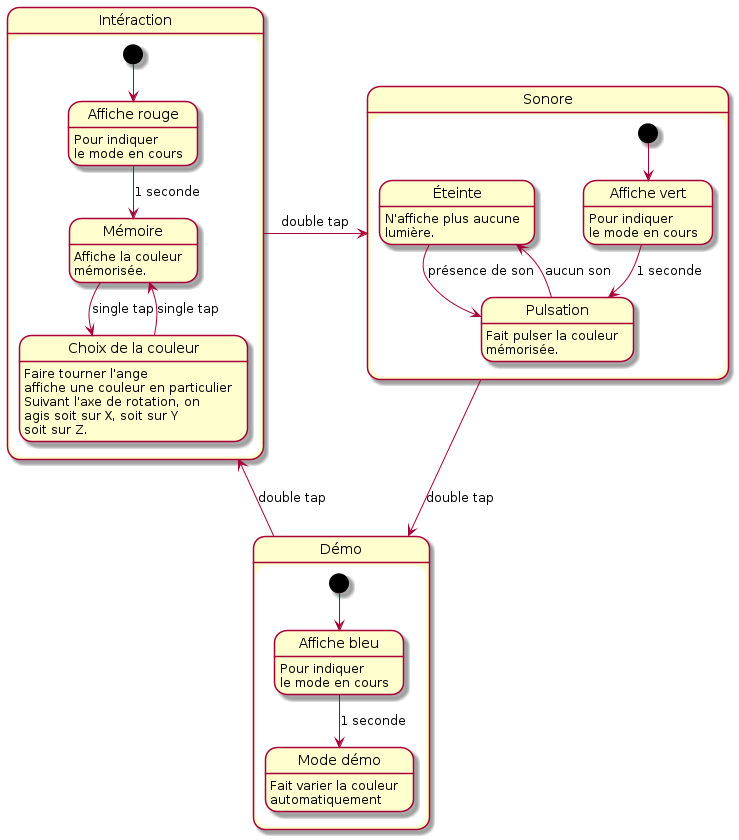 Intéraction
Affiche rouge
Pour indiquer
le mode en cours
1 seconde
Mémoire
Affiche la couleur
mémorisée.
single tap
single tap
Choix de la couleur
Faire tourner l'ange
affiche une couleur en particulier
Suivant l'axe de rotation, on
agis soit sur X, soit sur Y
soit sur Z.
double tap
Sonore
Éteinte
N'affiche plus aucune
lumière.
Affiche vert
Pour indiquer
le mode en cours
présence de son
aucun son
1 seconde
Pulsation
Fait pulser la couleur
mémorisée.
double tap
double tap
Démo
Affiche bleu
Pour indiquer
le mode en cours
1 seconde
Mode démo
Fait varier la couleur
automatiquement